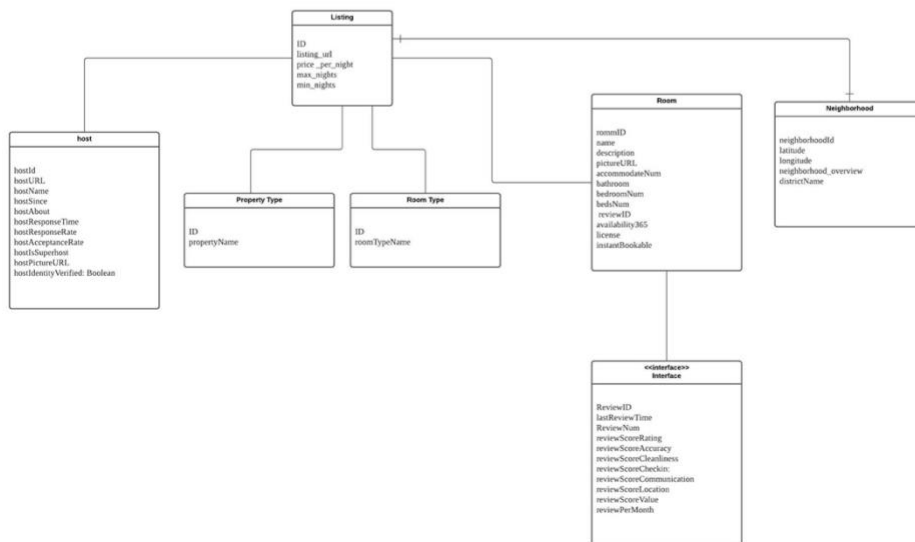 Listing
ID
listing_url
price _per_night
max_nights
min_nights
host
hostId
hostURL
hostName
hostSince
hostAbout
hostResponseTime
hostResponseRate
hostAcceptanceRate
hostIsSuperhost
hostPictureURL
hostIdentityVerified: Boolean
Property Type
ID
propertyName
Room Type
ID
roomTypeName
Room
rommID
name
description
pictureURL
accommodateNum
bathroom
bedroomNum
bedsNum
reviewID
availability365
license
instantBookable
Neighborhood
neighborhoodId
latitude
longitude
neighborhood_overview
districtName
<<interface>>
Interface
ReviewID
lastReviewTime
ReviewNum
reviewScoreRating
reviewScoreAccuracy
reviewScoreCleanliness
reviewScoreCheckin:
reviewScoreCommunication
reviewScoreLocation
reviewScoreValue
reviewPerMonth